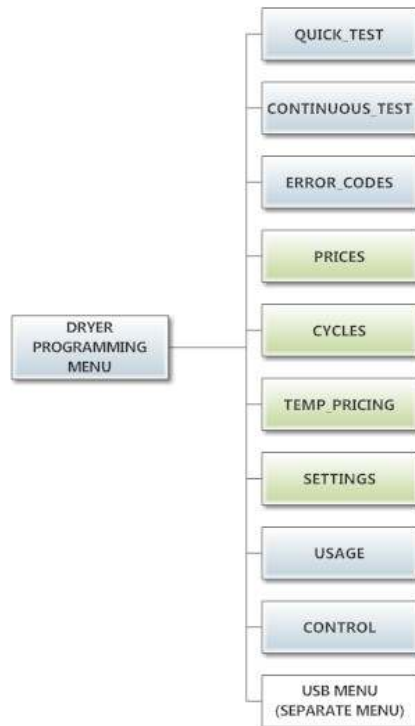 QUICK_TEST
CONTINUOUS_TEST
ERROR_CODES
PRICES
DRYER
PROGRAMMING
MENU
CYCLES
TEMP_PRICING
SETTINGS
USAGE
CONTROL
USB MENU
(SEPARATE MENU)